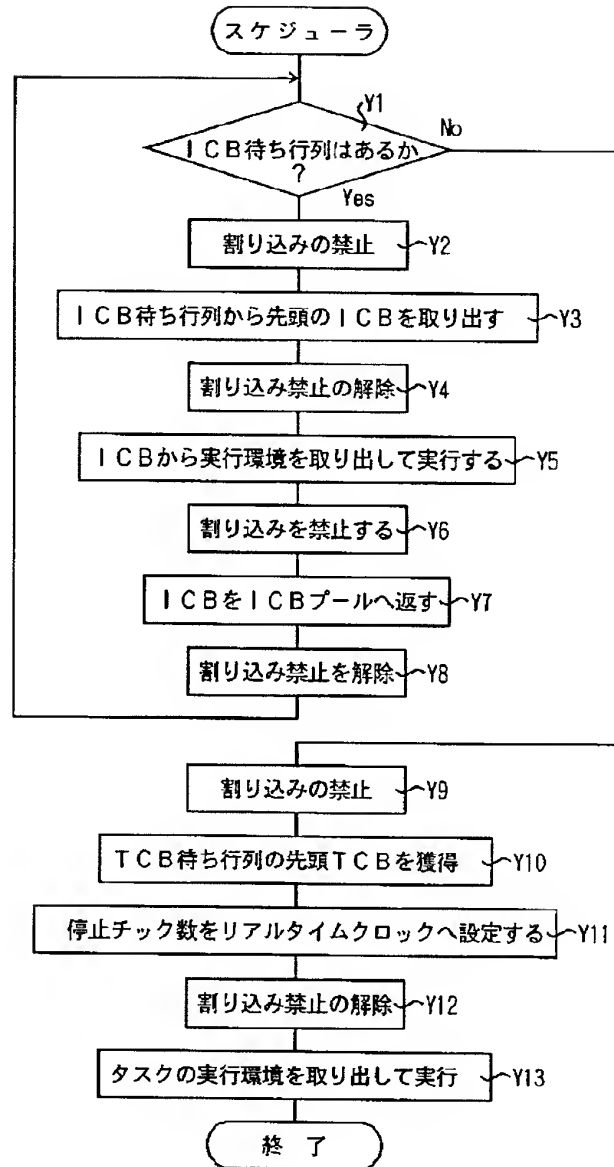 スケジューラ
Y1
No
ICB待ち行列はあるか
?
Yes
割り込みの禁止 Y2
ICB待ち行列から先頭のICBを取り出す Y3
割り込み禁止の解除 Y4
ICBから実行環境を取り出して実行する Y5
割り込みを禁止する Y6
ICBをICBプールへ返す Y7
割り込み禁止を解除 Y8
割り込みの禁止 Y9
TCB待ち行列の先頭TCBを獲得 Y10
停止チック数をリアルタイムクロックへ設定する Y11
割り込み禁止の解除 Y12
タスクの実行環境を取り出して実行 Y13
終了